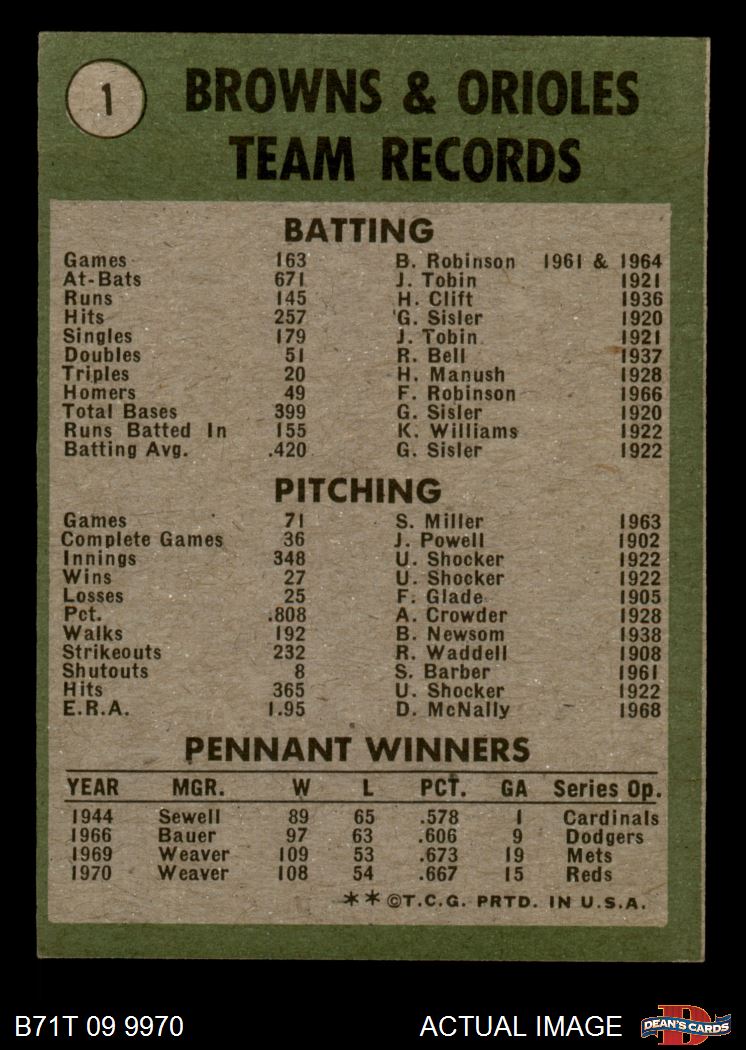 1
BROWNS & ORIOLES
TEAM RECORDS
BATTING
Games 163 B. Robinson 1961 & 1964
At-Bats 671 J. Tobin 1921
Runs 145 H. Clift 1936
Hits 257 G. Sisler 1920
Singles 179 J. Tobin 1921
Doubles 51 R. Bell 1937
Triples 20 H. Manush 1928
Homers 49 F. Robinson 1966
Total Bases 399 G. Sisler 1920
Runs Batted In 155 K. Williams 1922
Batting Avg. .420 G. Sisler 1922
PITCHING
Games 71 S. Miller 1963
Complete Games 36 J. Powell 1902
Innings 348 U. Shocker 1922
Wins 27 U. Shocker 1922
Losses 25 F. Glade 1905
Pct. .808 A. Crowder 1928
Walks 192 B. Newsom 1938
Strikeouts 232 R. Waddell 1908
Shutouts 8 S. Barber 1961
Hits 365 U. Shocker 1922
E.R.A. 1.95 D. McNally 1968
PENNANT WINNERS
YEAR MGR. W L PCT. GA Series Op.
1944 Sewell 89 65 .578 1 Cardinals
1966 Bauer 97 63 .606 9 Dodgers
1969 Weaver 109 53 .673 19 Mets
1970 Weaver 108 54 .667 15 Reds
**©T.C.G. PRTD. IN U.S.A.
B71T 09 9970 ACTUAL IMAGE D DEAN'S CARDS